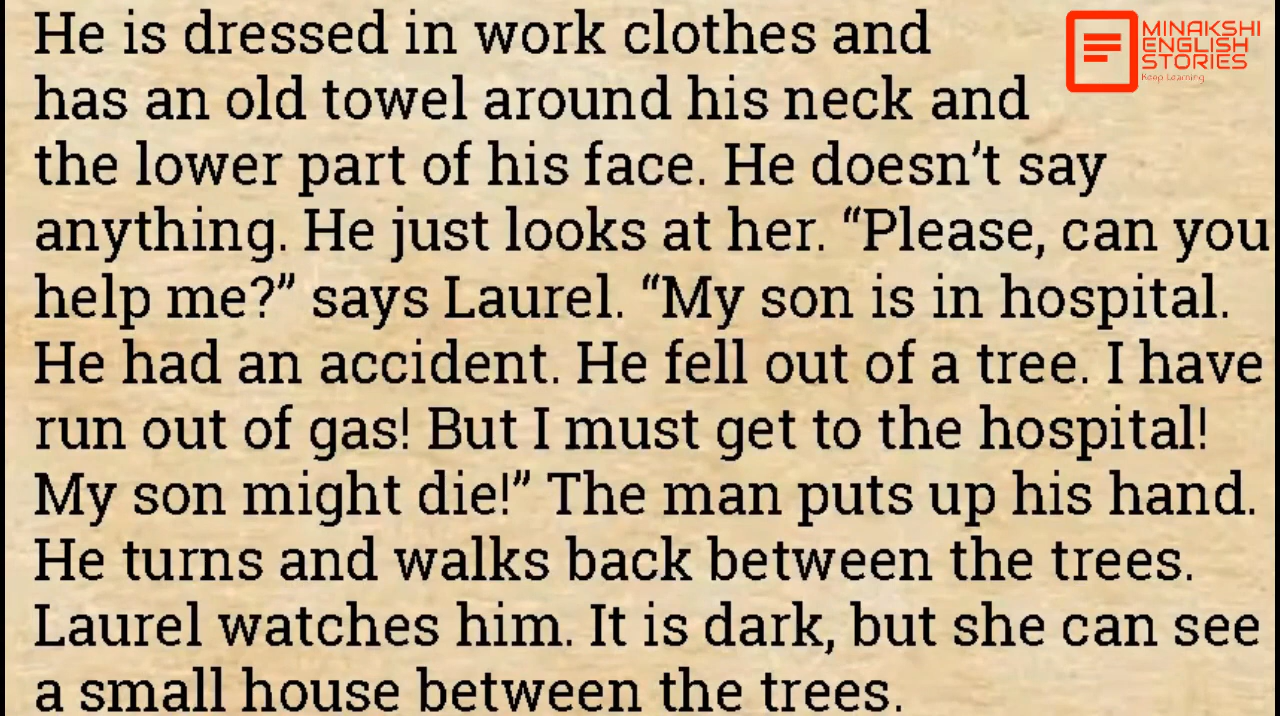 He is dressed in work clothes and
has an old towel around his neck and
the lower part of his face. He doesn’t say
anything. He just looks at her. “Please, can you
help me?” says Laurel. “My son is in hospital.
He had an accident. He fell out of a tree. I have
run out of gas! But I must get to the hospital!
My son might die!” The man puts up his hand.
He turns and walks back between the trees.
Laurel watches him. It is dark, but she can see
a small house between the trees.
MINAKSHI
ENGLISH
STORIES
Keep Learning